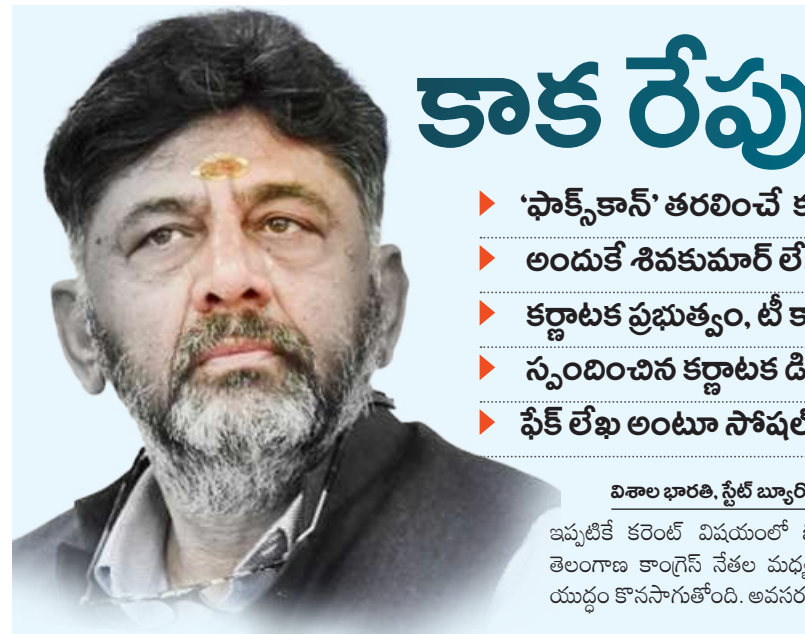 కాక రేపు
‘ఫాక్స్‌కాన్’ తరలించే
అందుకే శివకుమార్ లే
కర్ణాటక ప్రభుత్వం, టీ కా
స్పందించిన కర్ణాటక డి
ఫేక్ లేఖ అంటూ సోషల్
విశాల భారతి, స్టేట్ బ్యూరో
ఇప్పటికే కరెంట్ విషయంలో
తెలంగాణ కాంగ్రెస్ నేతల మధ్య
యుద్ధం కొనసాగుతోంది. అవసర